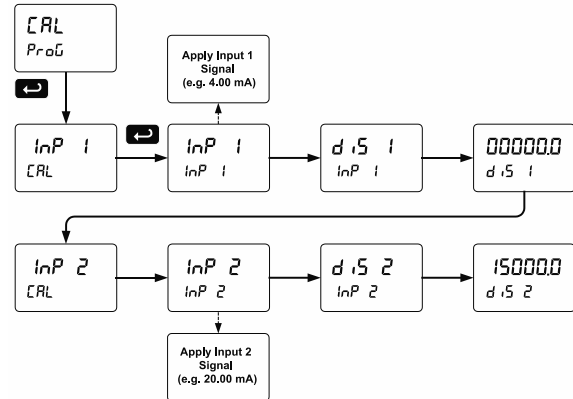 CAL
ProG
Apply Input 1
Signal
(e.g. 4.00 mA)
InP 1
CAL
InP 1
InP 1
diS 1
InP 1
00000.0
diS 1
InP 2
CAL
InP 2
InP 2
diS 2
InP 2
15000.0
diS 2
Apply Input 2
Signal
(e.g. 20.00 mA)